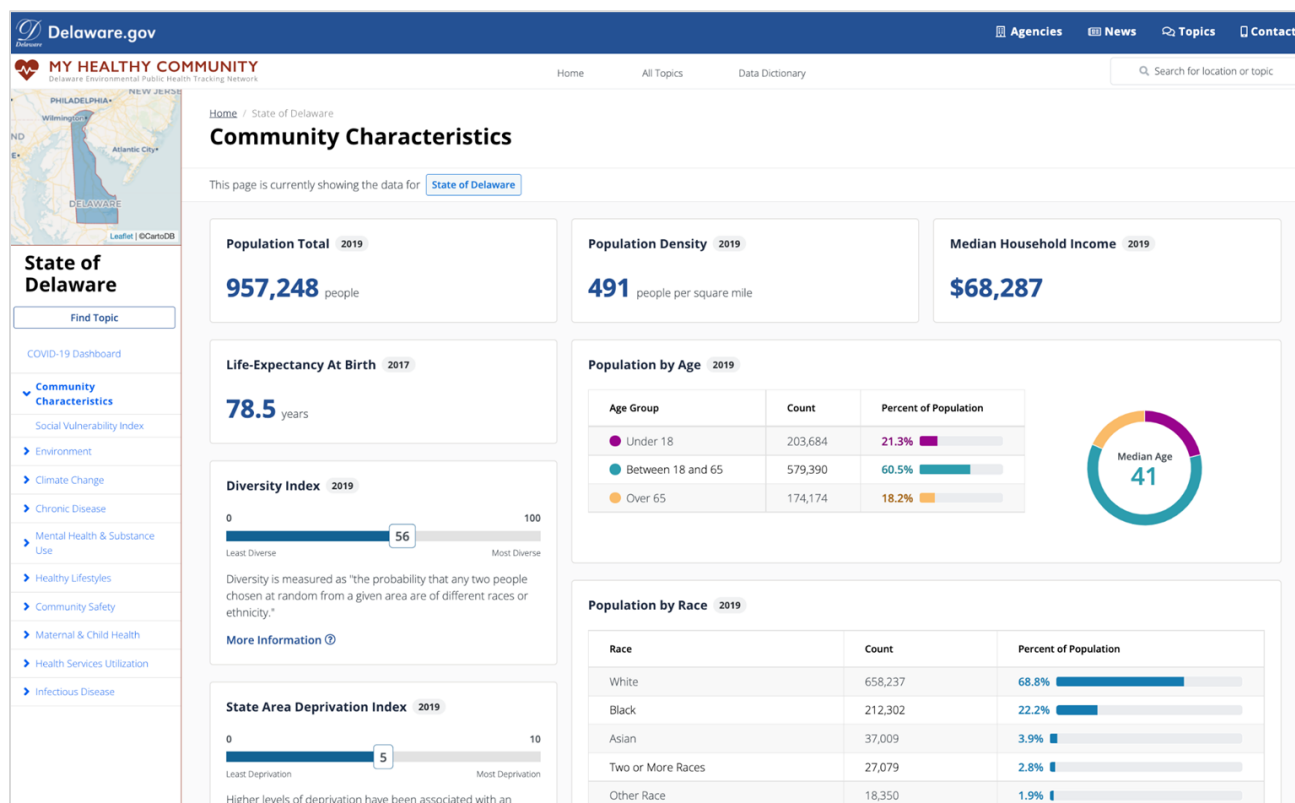 Delaware.gov
Delaware
Agencies
News
Topics
Contact
MY HEALTHY COMMUNITY
Delaware Environmental Public Health Tracking Network
Home
All Topics
Data Dictionary
Search for location or topic
NEW JERSE
PHILADELPHIA
Wilmington
ND
E
Atlantic City
DELAWARE
Leaflet | ©CartoDB
State of
Delaware
Find Topic
COVID-19 Dashboard
Community
Characteristics
Social Vulnerability Index
Environment
Climate Change
Chronic Disease
Mental Health & Substance
Use
Healthy Lifestyles
Community Safety
Maternal & Child Health
Health Services Utilization
Infectious Disease
Home / State of Delaware
Community Characteristics
This page is currently showing the data for State of Delaware
Population Total 2019
957,248 people
Population Density 2019
491 people per square mile
Median Household Income 2019
$68,287
Life-Expectancy At Birth 2017
78.5 years
Population by Age 2019
Age Group Count Percent of Population
Under 18 203,684 21.3%
Between 18 and 65 579,390 60.5%
Over 65 174,174 18.2%
Median Age
41
Diversity Index 2019
0 100
56
Least Diverse Most Diverse
Diversity is measured as "the probability that any two people
chosen at random from a given area are of different races or
ethnicity."
More Information ?
State Area Deprivation Index 2019
0 10
5
Least Deprivation Most Deprivation
Higher levels of deprivation have been associated with an
Population by Race 2019
Race Count Percent of Population
White 658,237 68.8%
Black 212,302 22.2%
Asian 37,009 3.9%
Two or More Races 27,079 2.8%
Other Race 18,350 1.9%